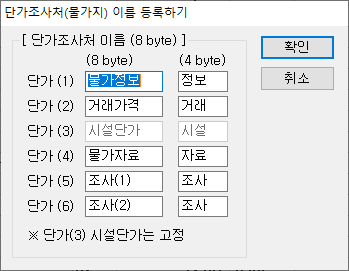 단가조사처(물가지) 이름 등록하기
[ 단가조사처 이름 (8 byte) ]
(8 byte) (4 byte)
단가 (1) 물가정보 정보
단가 (2) 거래가격 거래
단가 (3) 시설단가 시설
단가 (4) 물가자료 자료
단가 (5) 조사(1) 조사
단가 (6) 조사(2) 조사
※ 단가(3) 시설단가는 고정
확인
취소